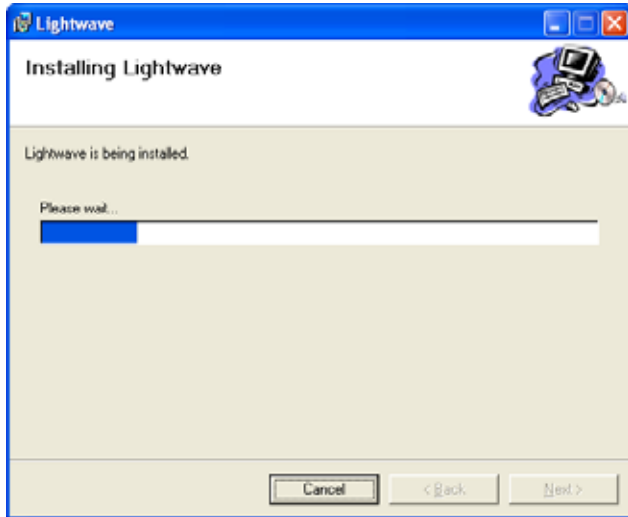 Lightwave
Installing Lightwave
Lightwave is being installed.
Please wait...
Cancel
< Back
Next >